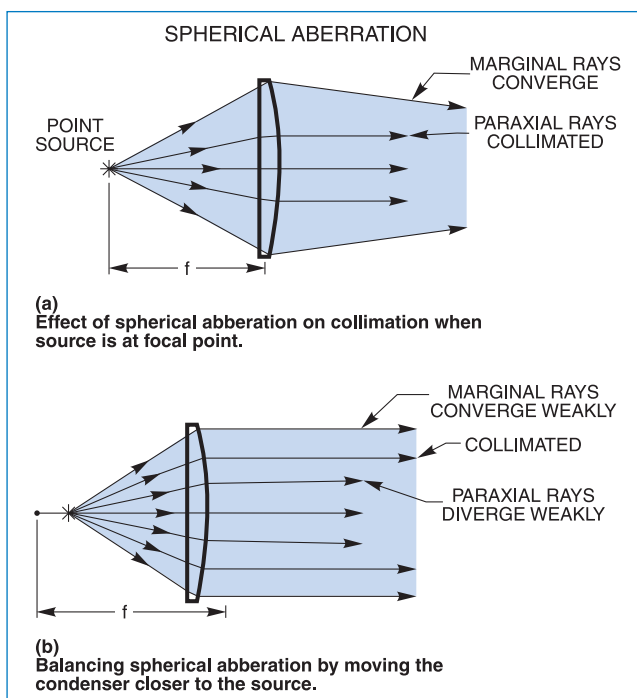 SPHERICAL ABERRATION
MARGINAL RAYS
CONVERGE
PARAXIAL RAYS
COLLIMATED
POINT
SOURCE
f
(a)
Effect of spherical abberation on collimation when
source is at focal point.
MARGINAL RAYS
CONVERGE WEAKLY
COLLIMATED
PARAXIAL RAYS
DIVERGE WEAKLY
f
(b)
Balancing spherical abberation by moving the
condenser closer to the source.